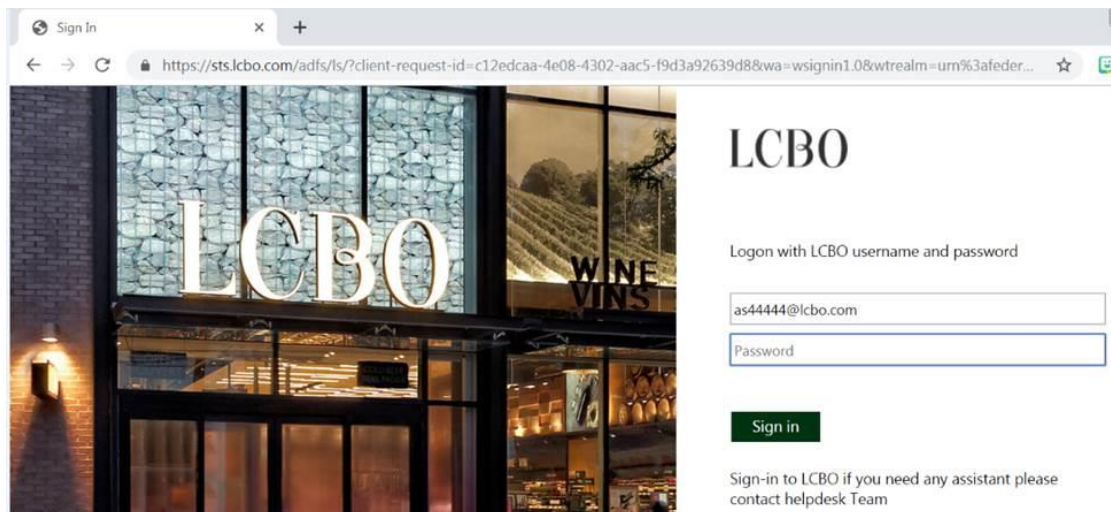 Sign In
https://sts.lcbo.com/adfs/ls/?client-request-id=c12edcaa-4e08-4302-aac5-f9d3a92639d8&wa=wsignin1.0&wtrealm=urn%3afeder...
LCBO
WINE
VINS
LCBO
Logon with LCBO username and password
as44444@lcbo.com
Password
Sign in
Sign-in to LCBO if you need any assistant please
contact helpdesk Team